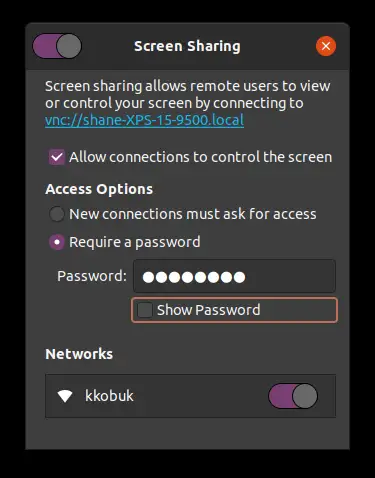 Screen Sharing
Screen sharing allows remote users to view
or control your screen by connecting to
vnc://shane-XPS-15-9500.local
Allow connections to control the screen
Access Options
New connections must ask for access
Require a password
Password: ●●●●●●●●
Show Password
Networks
kkobuk